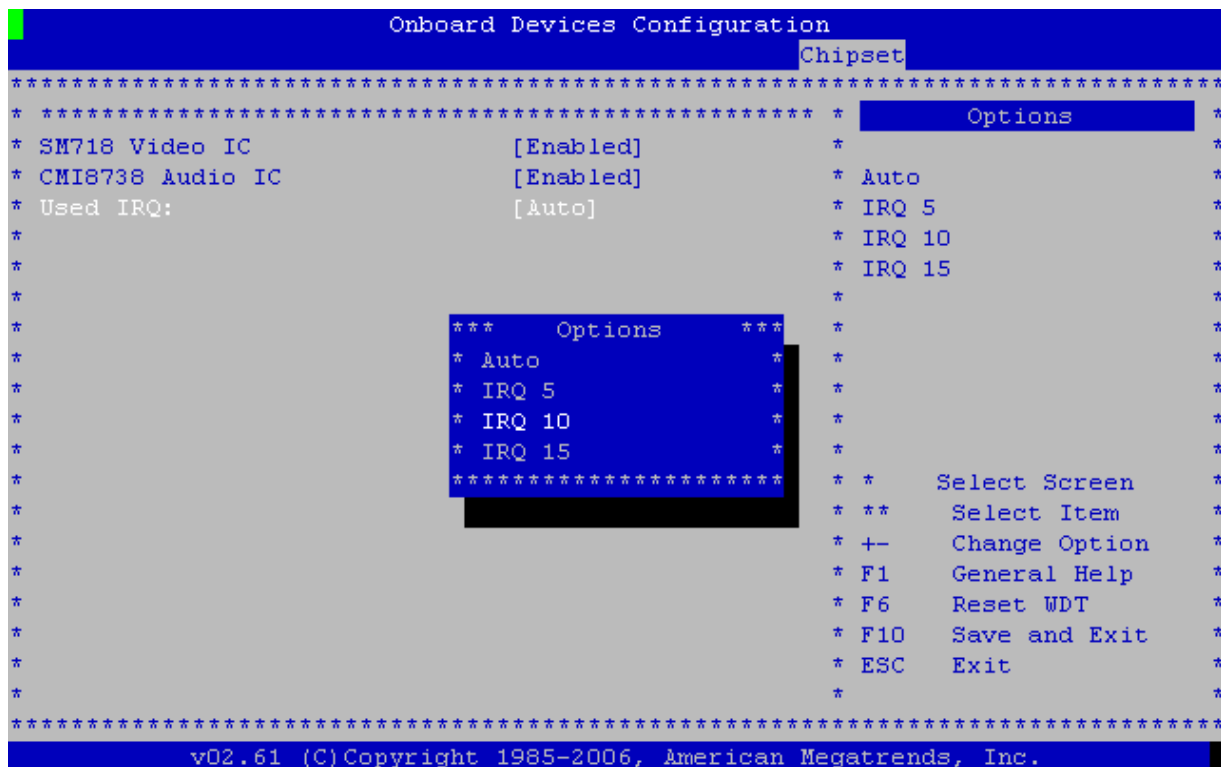 Onboard Devices Configuration
Chipset
Options
SM718 Video IC [Enabled]
CMI8738 Audio IC [Enabled]
Used IRQ: [Auto]
Auto
IRQ 5
IRQ 10
IRQ 15
*** Options ***
* Auto *
* IRQ 5 *
* IRQ 10 *
* IRQ 15 *
* Select Screen
** Select Item
+- Change Option
F1 General Help
F6 Reset WDT
F10 Save and Exit
ESC Exit
v02.61 (C)Copyright 1985-2006, American Megatrends, Inc.